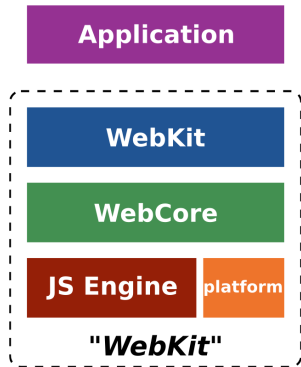 Application
WebKit
WebCore
JS Engine
platform
"WebKit"